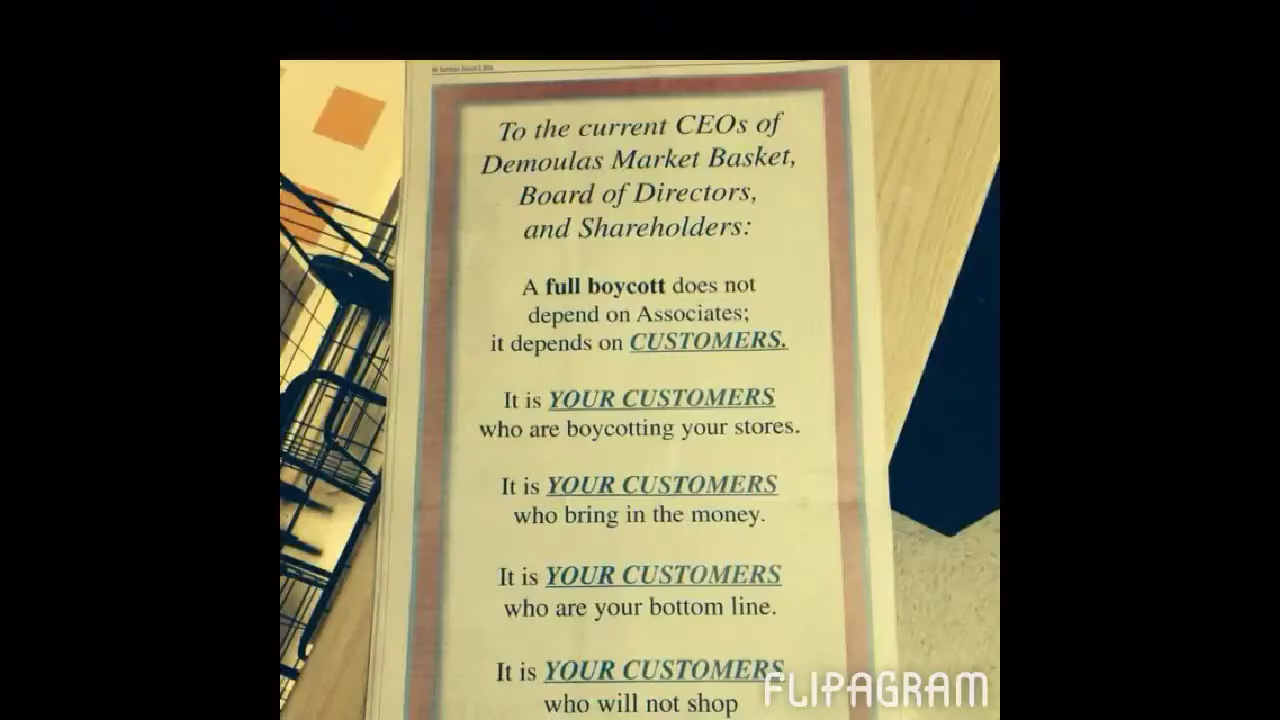 To the current CEOs of
Demoulas Market Basket,
Board of Directors,
and Shareholders:
A full boycott does not
depend on Associates;
it depends on CUSTOMERS.
It is YOUR CUSTOMERS
who are boycotting your stores.
It is YOUR CUSTOMERS
who bring in the money.
It is YOUR CUSTOMERS
who are your bottom line.
It is YOUR CUSTOMERS
who will not shop
FLIPAGRAM